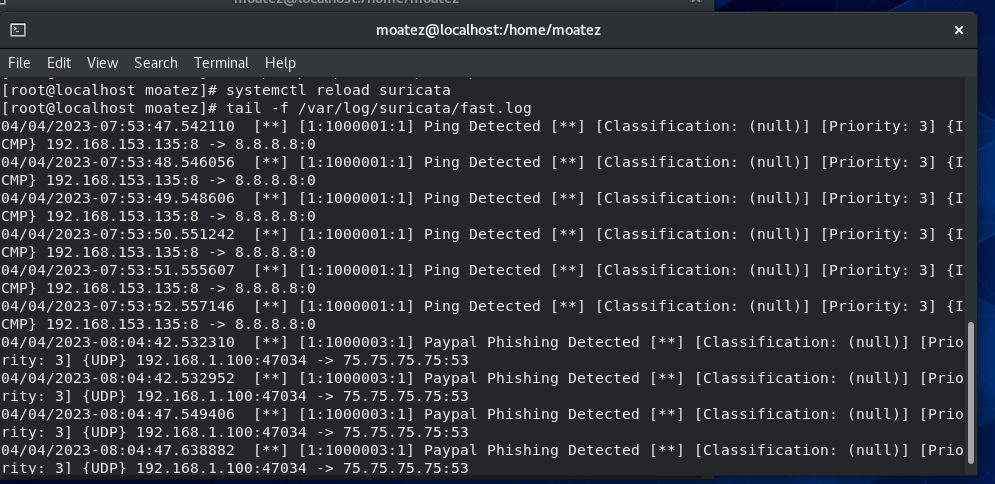 moatez@localhost:/home/moatez
moatez@localhost:/home/moatez
File Edit View Search Terminal Help
[root@localhost moatez]# systemctl reload suricata
[root@localhost moatez]# tail -f /var/log/suricata/fast.log
04/04/2023-07:53:47.542110  [**] [1:1000001:1] Ping Detected [**] [Classification: (null)] [Priority: 3] {I
CMP} 192.168.153.135:8 -> 8.8.8.8:0
04/04/2023-07:53:48.546056  [**] [1:1000001:1] Ping Detected [**] [Classification: (null)] [Priority: 3] {I
CMP} 192.168.153.135:8 -> 8.8.8.8:0
04/04/2023-07:53:49.548606  [**] [1:1000001:1] Ping Detected [**] [Classification: (null)] [Priority: 3] {I
CMP} 192.168.153.135:8 -> 8.8.8.8:0
04/04/2023-07:53:50.551242  [**] [1:1000001:1] Ping Detected [**] [Classification: (null)] [Priority: 3] {I
CMP} 192.168.153.135:8 -> 8.8.8.8:0
04/04/2023-07:53:51.555607  [**] [1:1000001:1] Ping Detected [**] [Classification: (null)] [Priority: 3] {I
CMP} 192.168.153.135:8 -> 8.8.8.8:0
04/04/2023-07:53:52.557146  [**] [1:1000001:1] Ping Detected [**] [Classification: (null)] [Priority: 3] {I
CMP} 192.168.153.135:8 -> 8.8.8.8:0
04/04/2023-08:04:42.532310  [**] [1:1000003:1] Paypal Phishing Detected [**] [Classification: (null)] [Prio
rity: 3] {UDP} 192.168.1.100:47034 -> 75.75.75.75:53
04/04/2023-08:04:42.532952  [**] [1:1000003:1] Paypal Phishing Detected [**] [Classification: (null)] [Prio
rity: 3] {UDP} 192.168.1.100:47034 -> 75.75.75.75:53
04/04/2023-08:04:47.549406  [**] [1:1000003:1] Paypal Phishing Detected [**] [Classification: (null)] [Prio
rity: 3] {UDP} 192.168.1.100:47034 -> 75.75.75.75:53
04/04/2023-08:04:47.638882  [**] [1:1000003:1] Paypal Phishing Detected [**] [Classification: (null)] [Prio
rity: 3] {UDP} 192.168.1.100:47034 -> 75.75.75.75:53